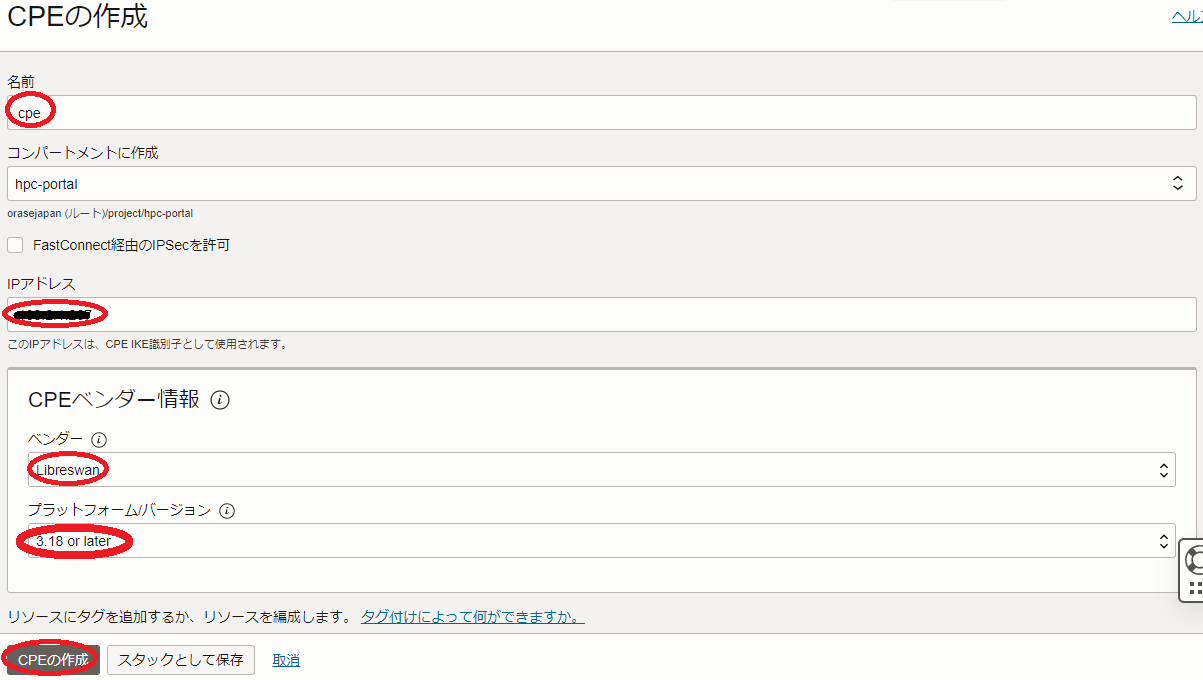 CPEの作成
ヘル
名前
cpe
コンパートメントに作成
hpc-portal
orasejapan (ルート)/project/hpc-portal
FastConnect経由のIPSecを許可
IPアドレス
このIPアドレスは、CPE IKE識別子として使用されます。
CPEベンダー情報
ベンダー
Libreswan
プラットフォーム/バージョン
3.18 or later
リソースにタグを追加するか、リソースを編成します。 タグ付けによって何ができますか。
CPEの作成 スタックとして保存 取消